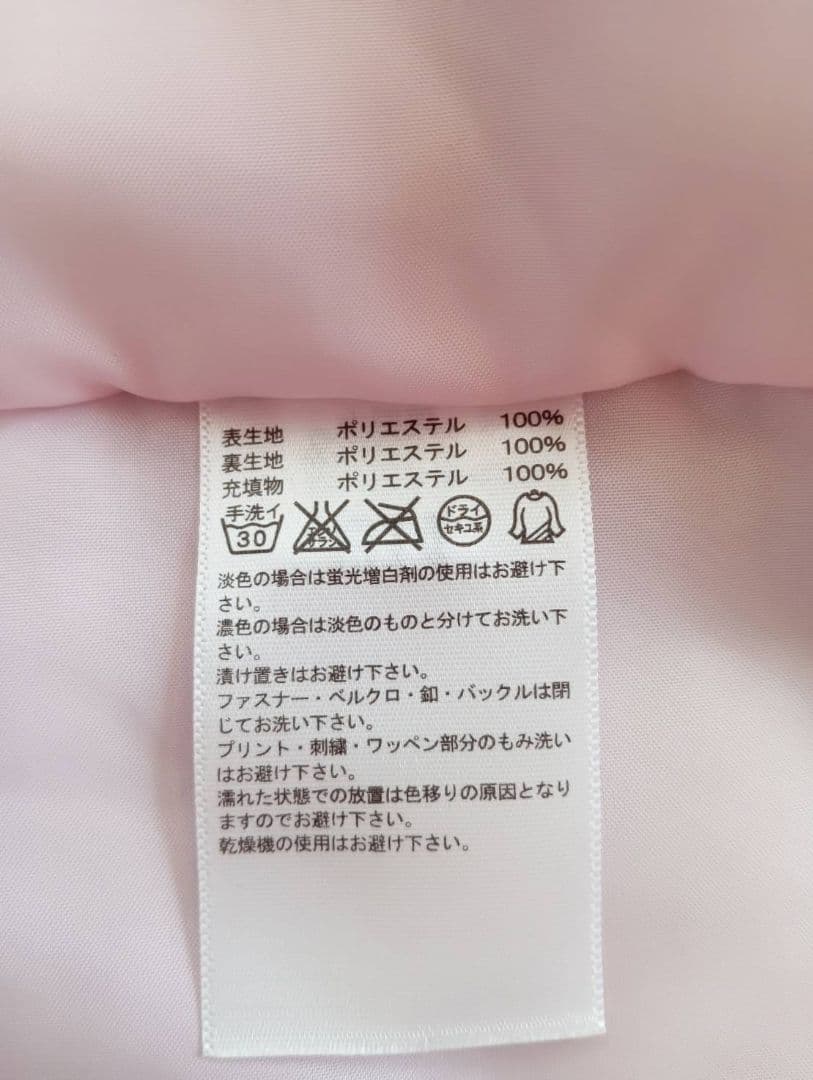 表生地 ポリエステル 100%
裏生地 ポリエステル 100%
充填物 ポリエステル 100%
手洗イ
30
エンソ
サラシ
ドライ
セキユ系
淡色の場合は蛍光増白剤の使用はお避け下
さい。
濃色の場合は淡色のものと分けてお洗い下
さい。
漬け置きはお避け下さい。
ファスナー・ベルクロ・釦・バックルは閉
じてお洗い下さい。
プリント・刺繍・ワッペン部分のもみ洗い
はお避け下さい。
濡れた状態での放置は色移りの原因となり
ますのでお避け下さい。
乾燥機の使用はお避け下さい。